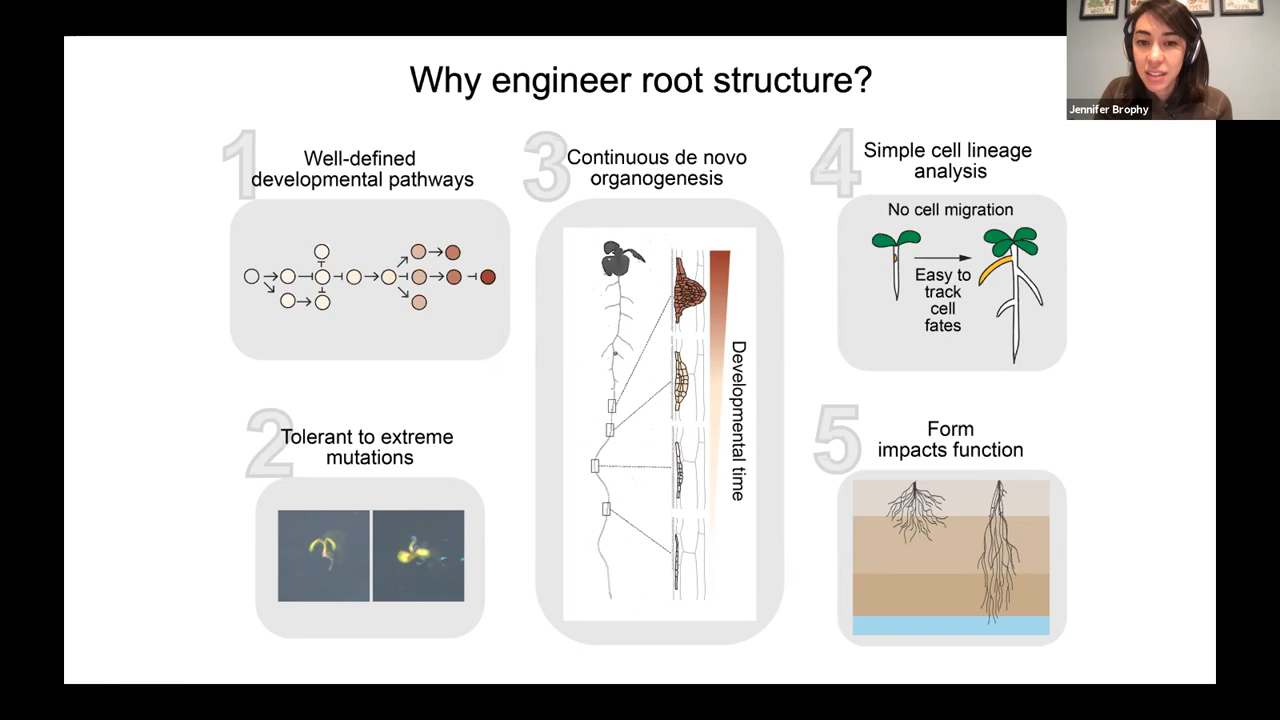 Why engineer root structure?
1
Well-defined
developmental pathways
2
Tolerant to extreme
mutations
3
Continuous de novo
organogenesis
Developmental time
4
Simple cell lineage
analysis
No cell migration
Easy to
track
cell
fates
5
Form
impacts function
Jennifer Brophy